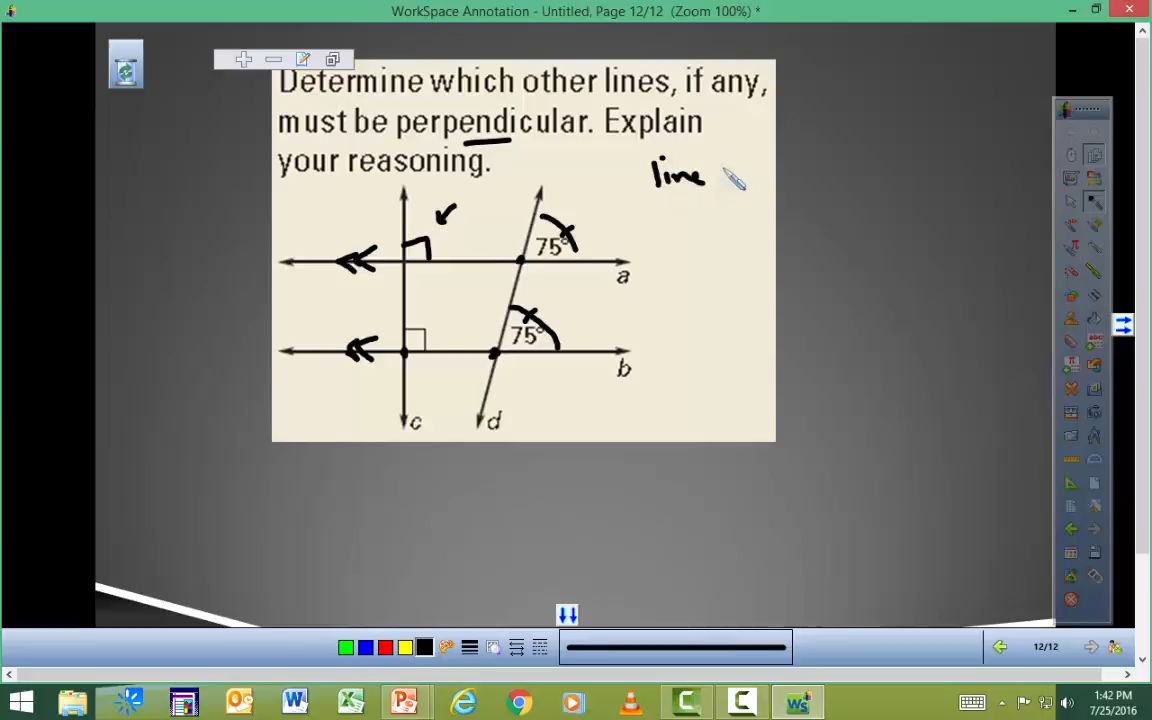 WorkSpace Annotation - Untitled, Page 12/12 (Zoom 100%) *
Determine which other lines, if any,
must be perpendicular. Explain
your reasoning.
line
75°
a
75°
b
c
d
12/12
1:42 PM
7/25/2016